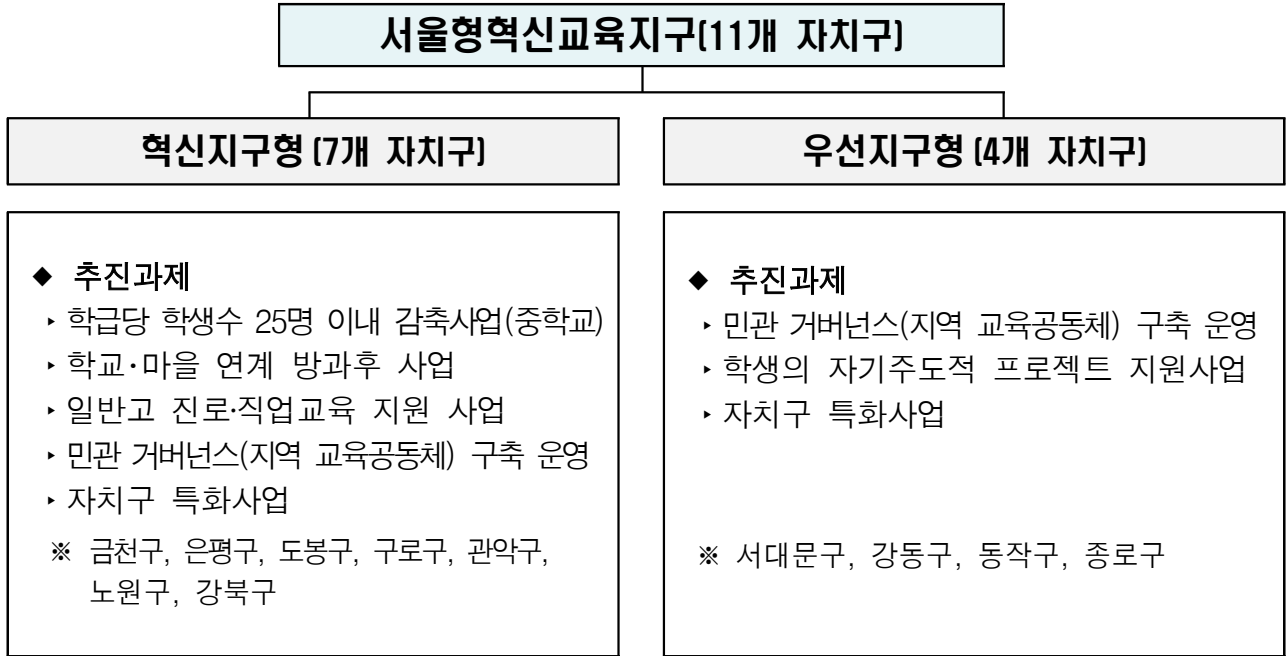 서울형혁신교육지구(11개 자치구)
혁신지구형 (7개 자치구)
◆ 추진과제
‣ 학급당 학생수 25명 이내 감축사업(중학교)
‣ 학교·마을 연계 방과후 사업
‣ 일반고 진로·직업교육 지원 사업
‣ 민관 거버넌스(지역 교육공동체) 구축 운영
‣ 자치구 특화사업
※ 금천구, 은평구, 도봉구, 구로구, 관악구,
노원구, 강북구
우선지구형 (4개 자치구)
◆ 추진과제
‣ 민관 거버넌스(지역 교육공동체) 구축 운영
‣ 학생의 자기주도적 프로젝트 지원사업
‣ 자치구 특화사업
※ 서대문구, 강동구, 동작구, 종로구